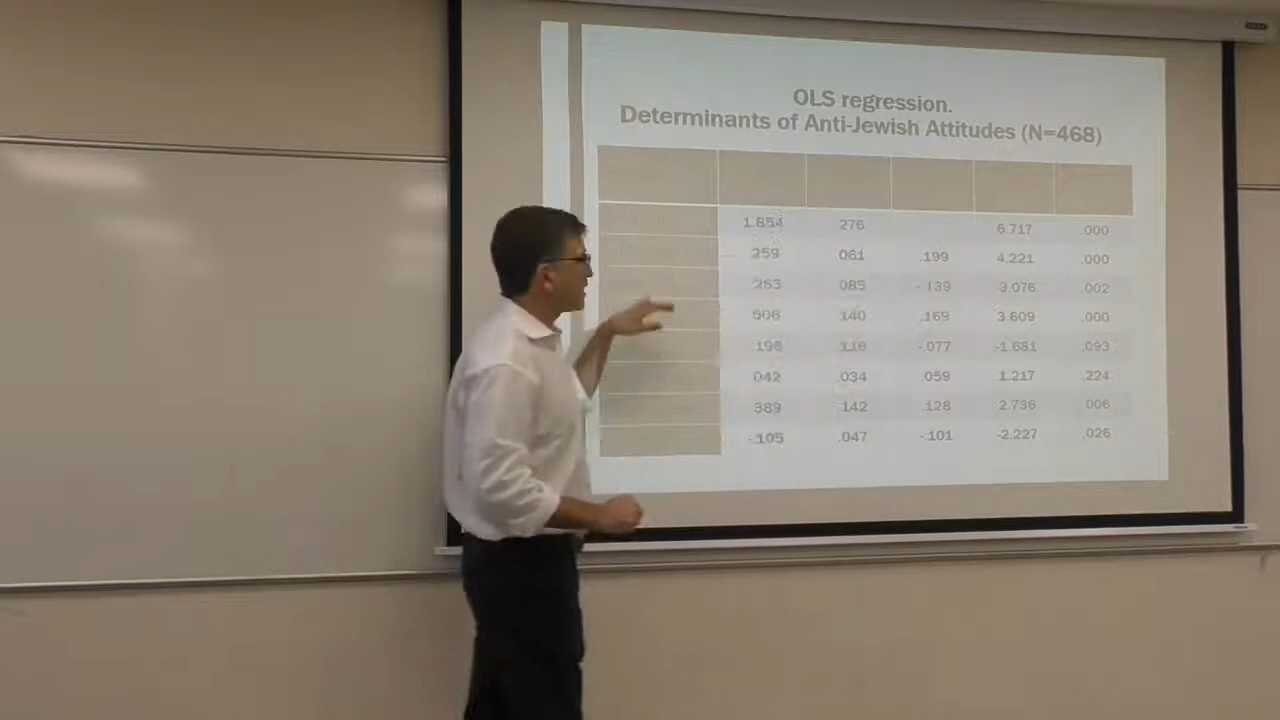 OLS regression.
Determinants of Anti-Jewish Attitudes (N=468)
1.854 276 6.717 .000
259 061 .199 4.221 .000
263 085 -.139 -3.076 .002
506 140 .169 3.609 .000
196 116 -.077 -1.681 .093
042 .034 .059 1.217 .224
389 .142 .128 2.736 006
-.105 .047 -.101 -2.227 .026